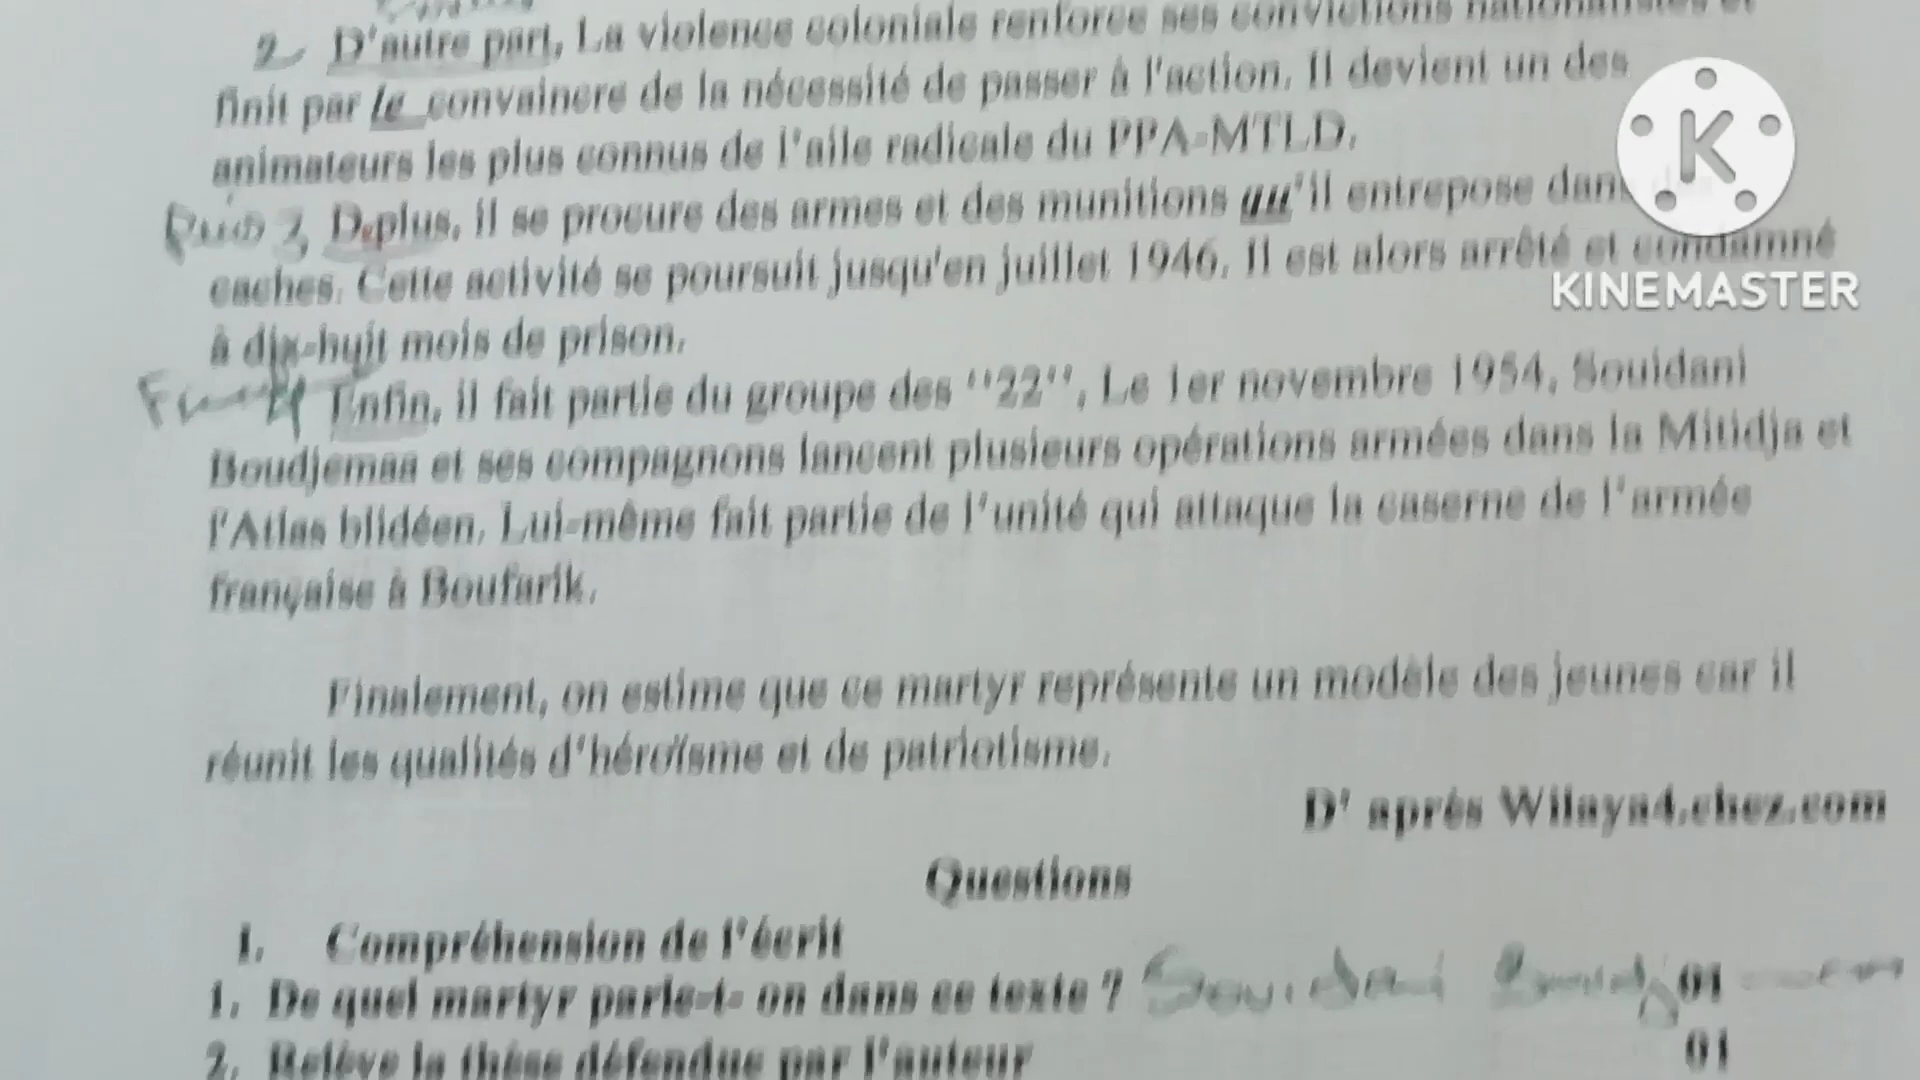 2 D'autre part, La violence coloniale renforce ses convictions nationalistes et
finit par le convaincre de la nécessité de passer à l'action. Il devient un des
animateurs les plus connus de l'aile radicale du PPA-MTLD.
Puis 3 De plus, il se procure des armes et des munitions qu'il entrepose dans
caches. Cette activité se poursuit jusqu'en juillet 1946. Il est alors arrêté et condamné
à dix-huit mois de prison.
4 Enfin, il fait partie du groupe des "22". Le 1er novembre 1954, Souidani
Boudjemaa et ses compagnons lancent plusieurs opérations armées dans la Mitidja et
l'Atlas blidéen. Lui-même fait partie de l'unité qui attaque la caserne de l'armée
française à Boufarik.
Finalement, on estime que ce martyr représente un modèle des jeunes car il
réunit les qualités d'héroïsme et de patriotisme.
D' après Wilaya4.chez.com
Questions
I. Compréhension de l'écrit
1. De quel martyr parle-t- on dans ce texte ? Souidani 01
2. Relève la thèse défendue par l'auteur 01
K
KINEMASTER